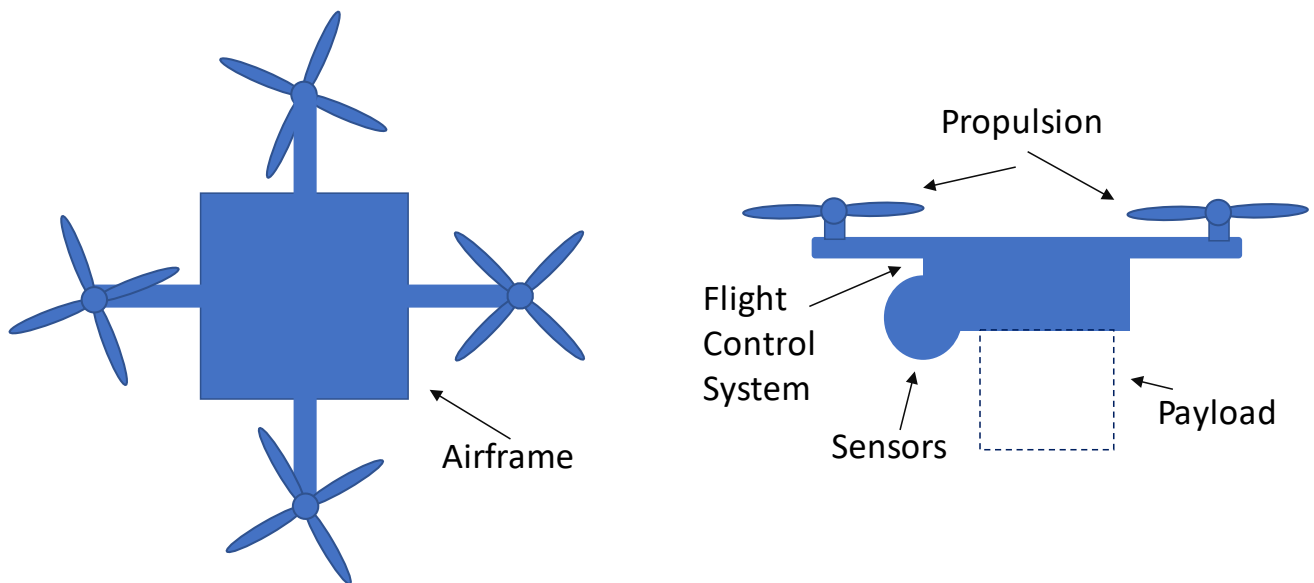 Airframe
Propulsion
Flight
Control
System
Sensors
Payload